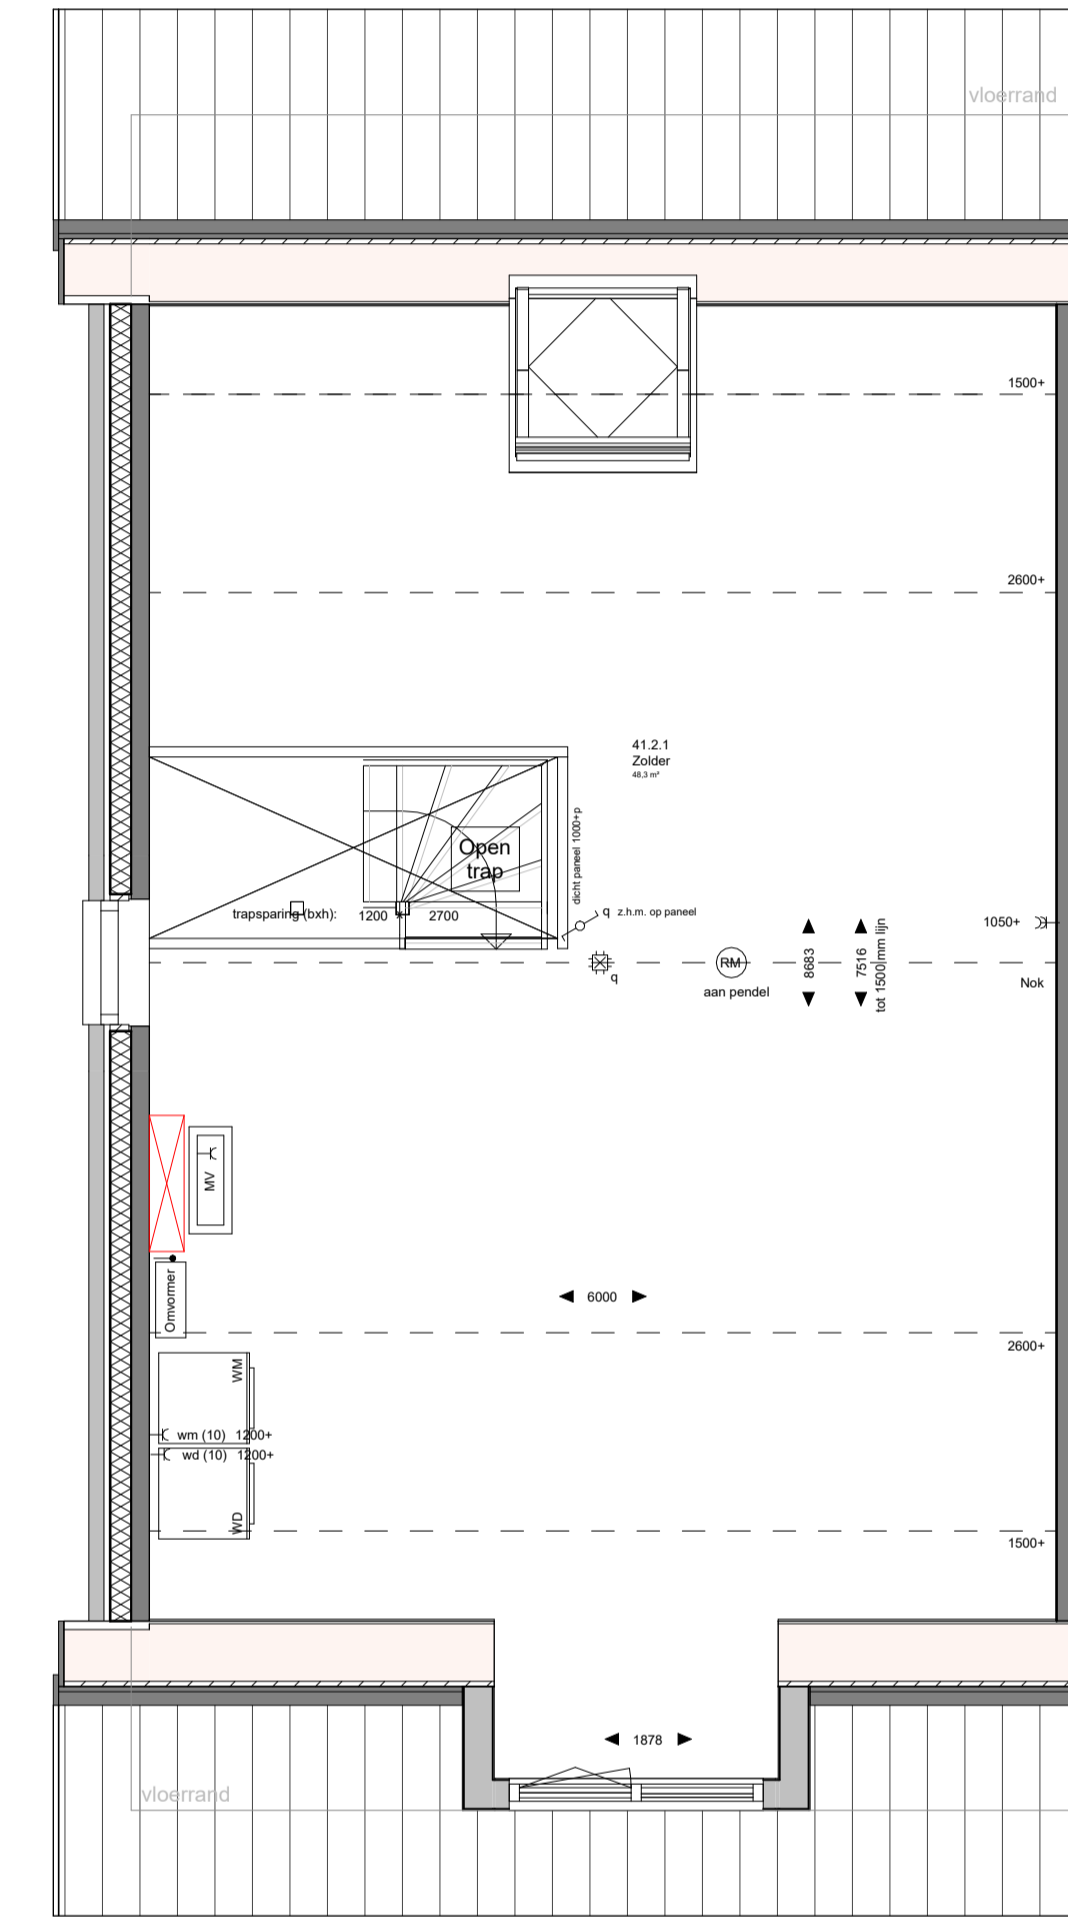 vloerrand
1500+
2600+
41.2.1
Zolder
48,3 m²
dicht paneel 1000+p
Open
trap
trapsparing (bxh): 1200 x 2700
q z.h.m. op paneel
q
RM
aan pendel
8683
7516
tot 1500 mm lijn
1050+
Nok
MV
Omvormer
6000
2600+
WM
wm (10) 1200+
wd (10) 1200+
WD
1500+
1878
vloerrand